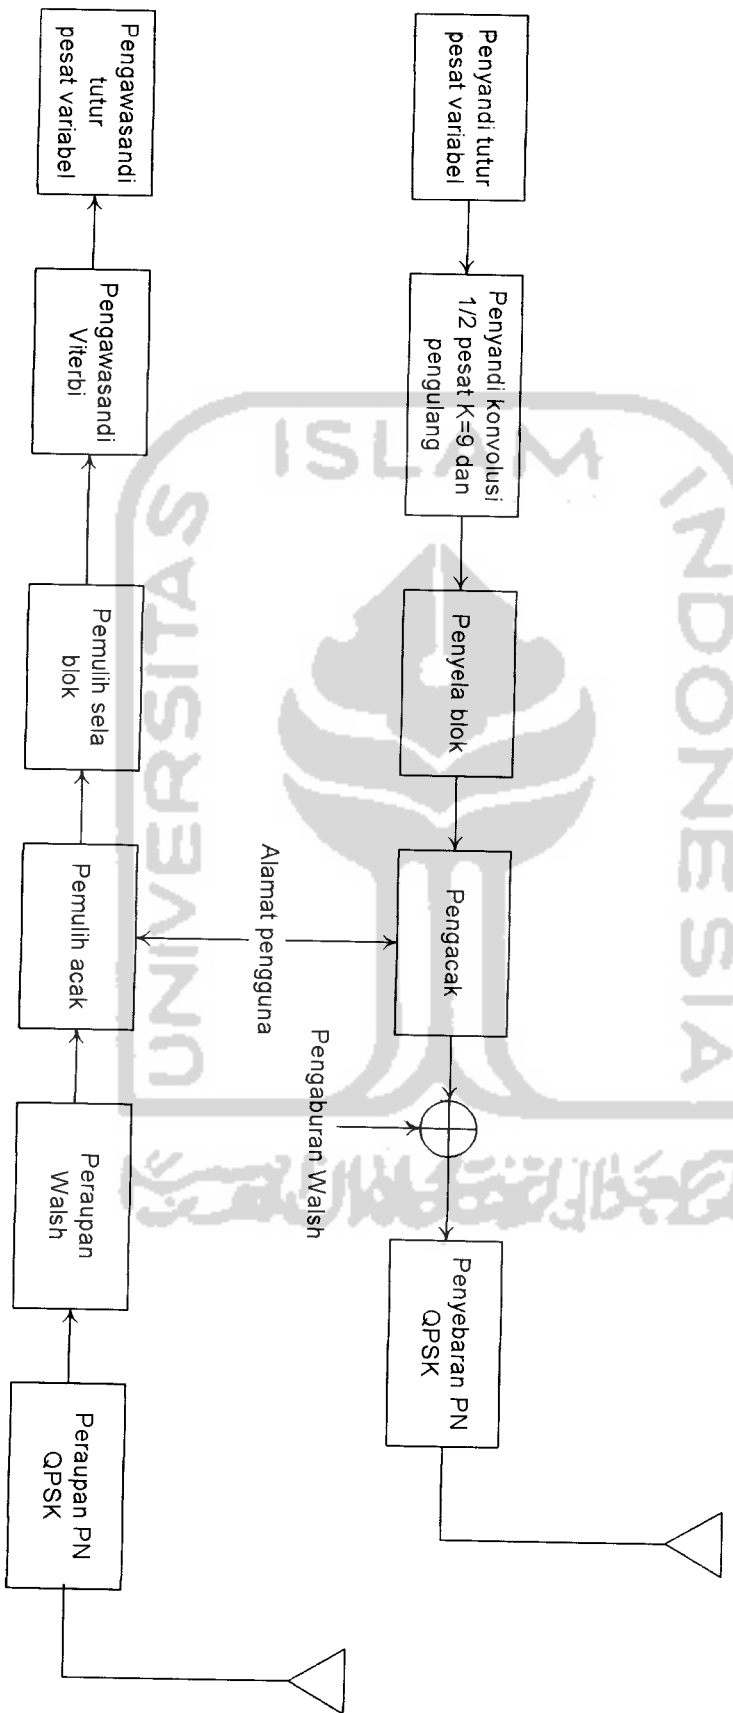 Penyandi tutur
pesat variabel
Penyandi konvolusi
1/2 pesat K=9 dan
pengulang
Penyela blok
Pengacak
Pengaburan Walsh
Penyebaran PN
QPSK
Alamat pengguna
Pengawasandi
tutur
pesat variabel
Pengawasandi
Viterbi
Pemulih sela
blok
Pemulih acak
Peraupan
Walsh
Peraupan PN
QPSK
UNIVERSITAS
ISLAM
INDONESIA